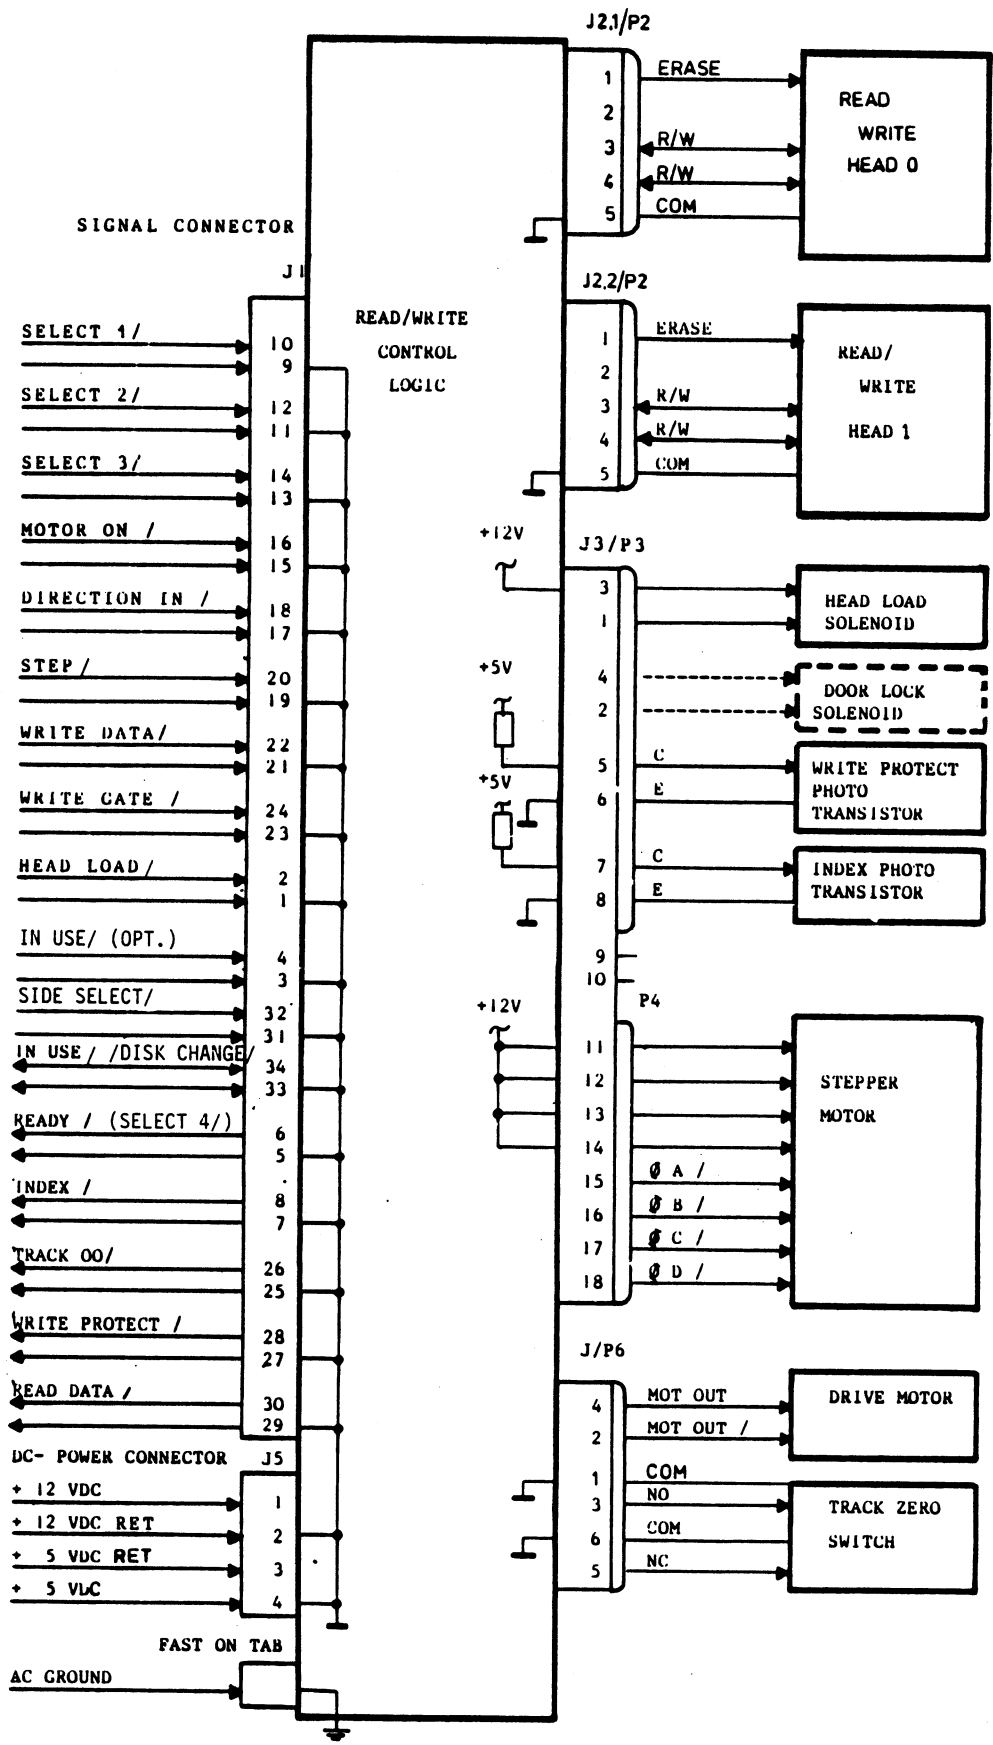 J2,1/P2
1 ERASE
2
3 R/W
4 R/W
5 COM
READ
WRITE
HEAD 0
SIGNAL CONNECTOR
J1
READ/WRITE
CONTROL
LOGIC
J2,2/P2
1 ERASE
2
3 R/W
4 R/W
5 COM
READ/
WRITE
HEAD 1
SELECT 1/ 10
9
SELECT 2/ 12
11
SELECT 3/ 14
13
MOTOR ON / 16
15
DIRECTION IN / 18
17
STEP/ 20
19
WRITE DATA/ 22
21
WRITE GATE / 24
23
HEAD LOAD/ 2
1
IN USE/ (OPT.) 4
3
SIDE SELECT/ 32
31
IN USE/ /DISK CHANGE/ 34
33
READY / (SELECT 4/) 6
5
INDEX / 8
7
TRACK 00/ 26
25
WRITE PROTECT / 28
27
READ DATA / 30
29
+12V
J3/P3
3
1
HEAD LOAD
SOLENOID
4
2
DOOR LOCK
SOLENOID
+5V
5 C
6 E
WRITE PROTECT
PHOTO
TRANSISTOR
+5V
7 C
8 E
INDEX PHOTO
TRANSISTOR
9
10
P4
+12V
11
12
13
14
15 Ø A /
16 Ø B /
17 Ø C /
18 Ø D /
STEPPER
MOTOR
J/P6
4 MOT OUT
2 MOT OUT /
DRIVE MOTOR
1 COM
3 NO
6 COM
5 NC
TRACK ZERO
SWITCH
DC- POWER CONNECTOR J5
+ 12 VDC 1
+ 12 VDC RET 2
+ 5 VDC RET 3
+ 5 VDC 4
FAST ON TAB
AC GROUND